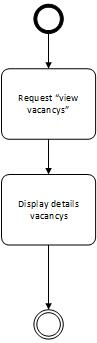 Request “view
vacancys”
Display details
vacancys